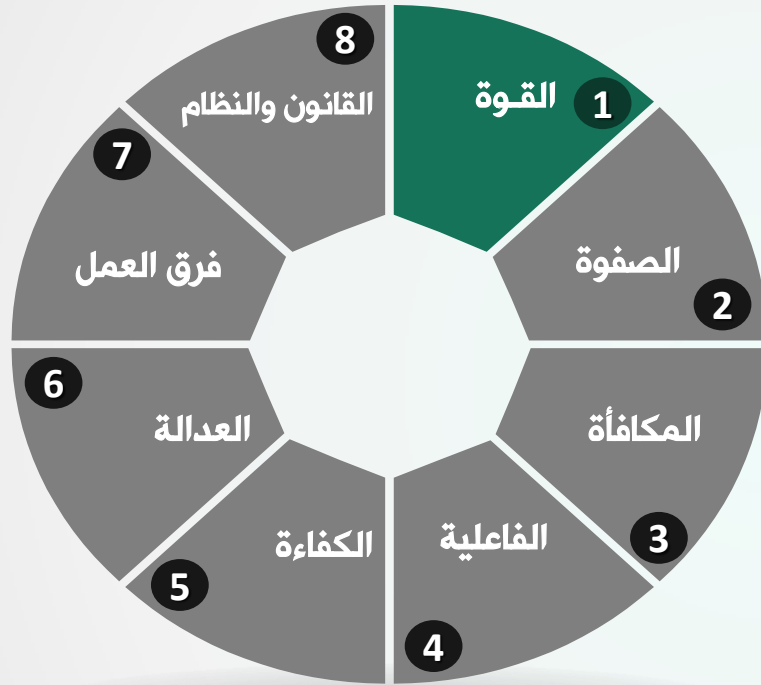 1
القـوة
2
الصفوة
3
المكافأة
4
الفاعلية
5
الكفاءة
6
العدالة
7
فرق العمل
8
القانون والنظام